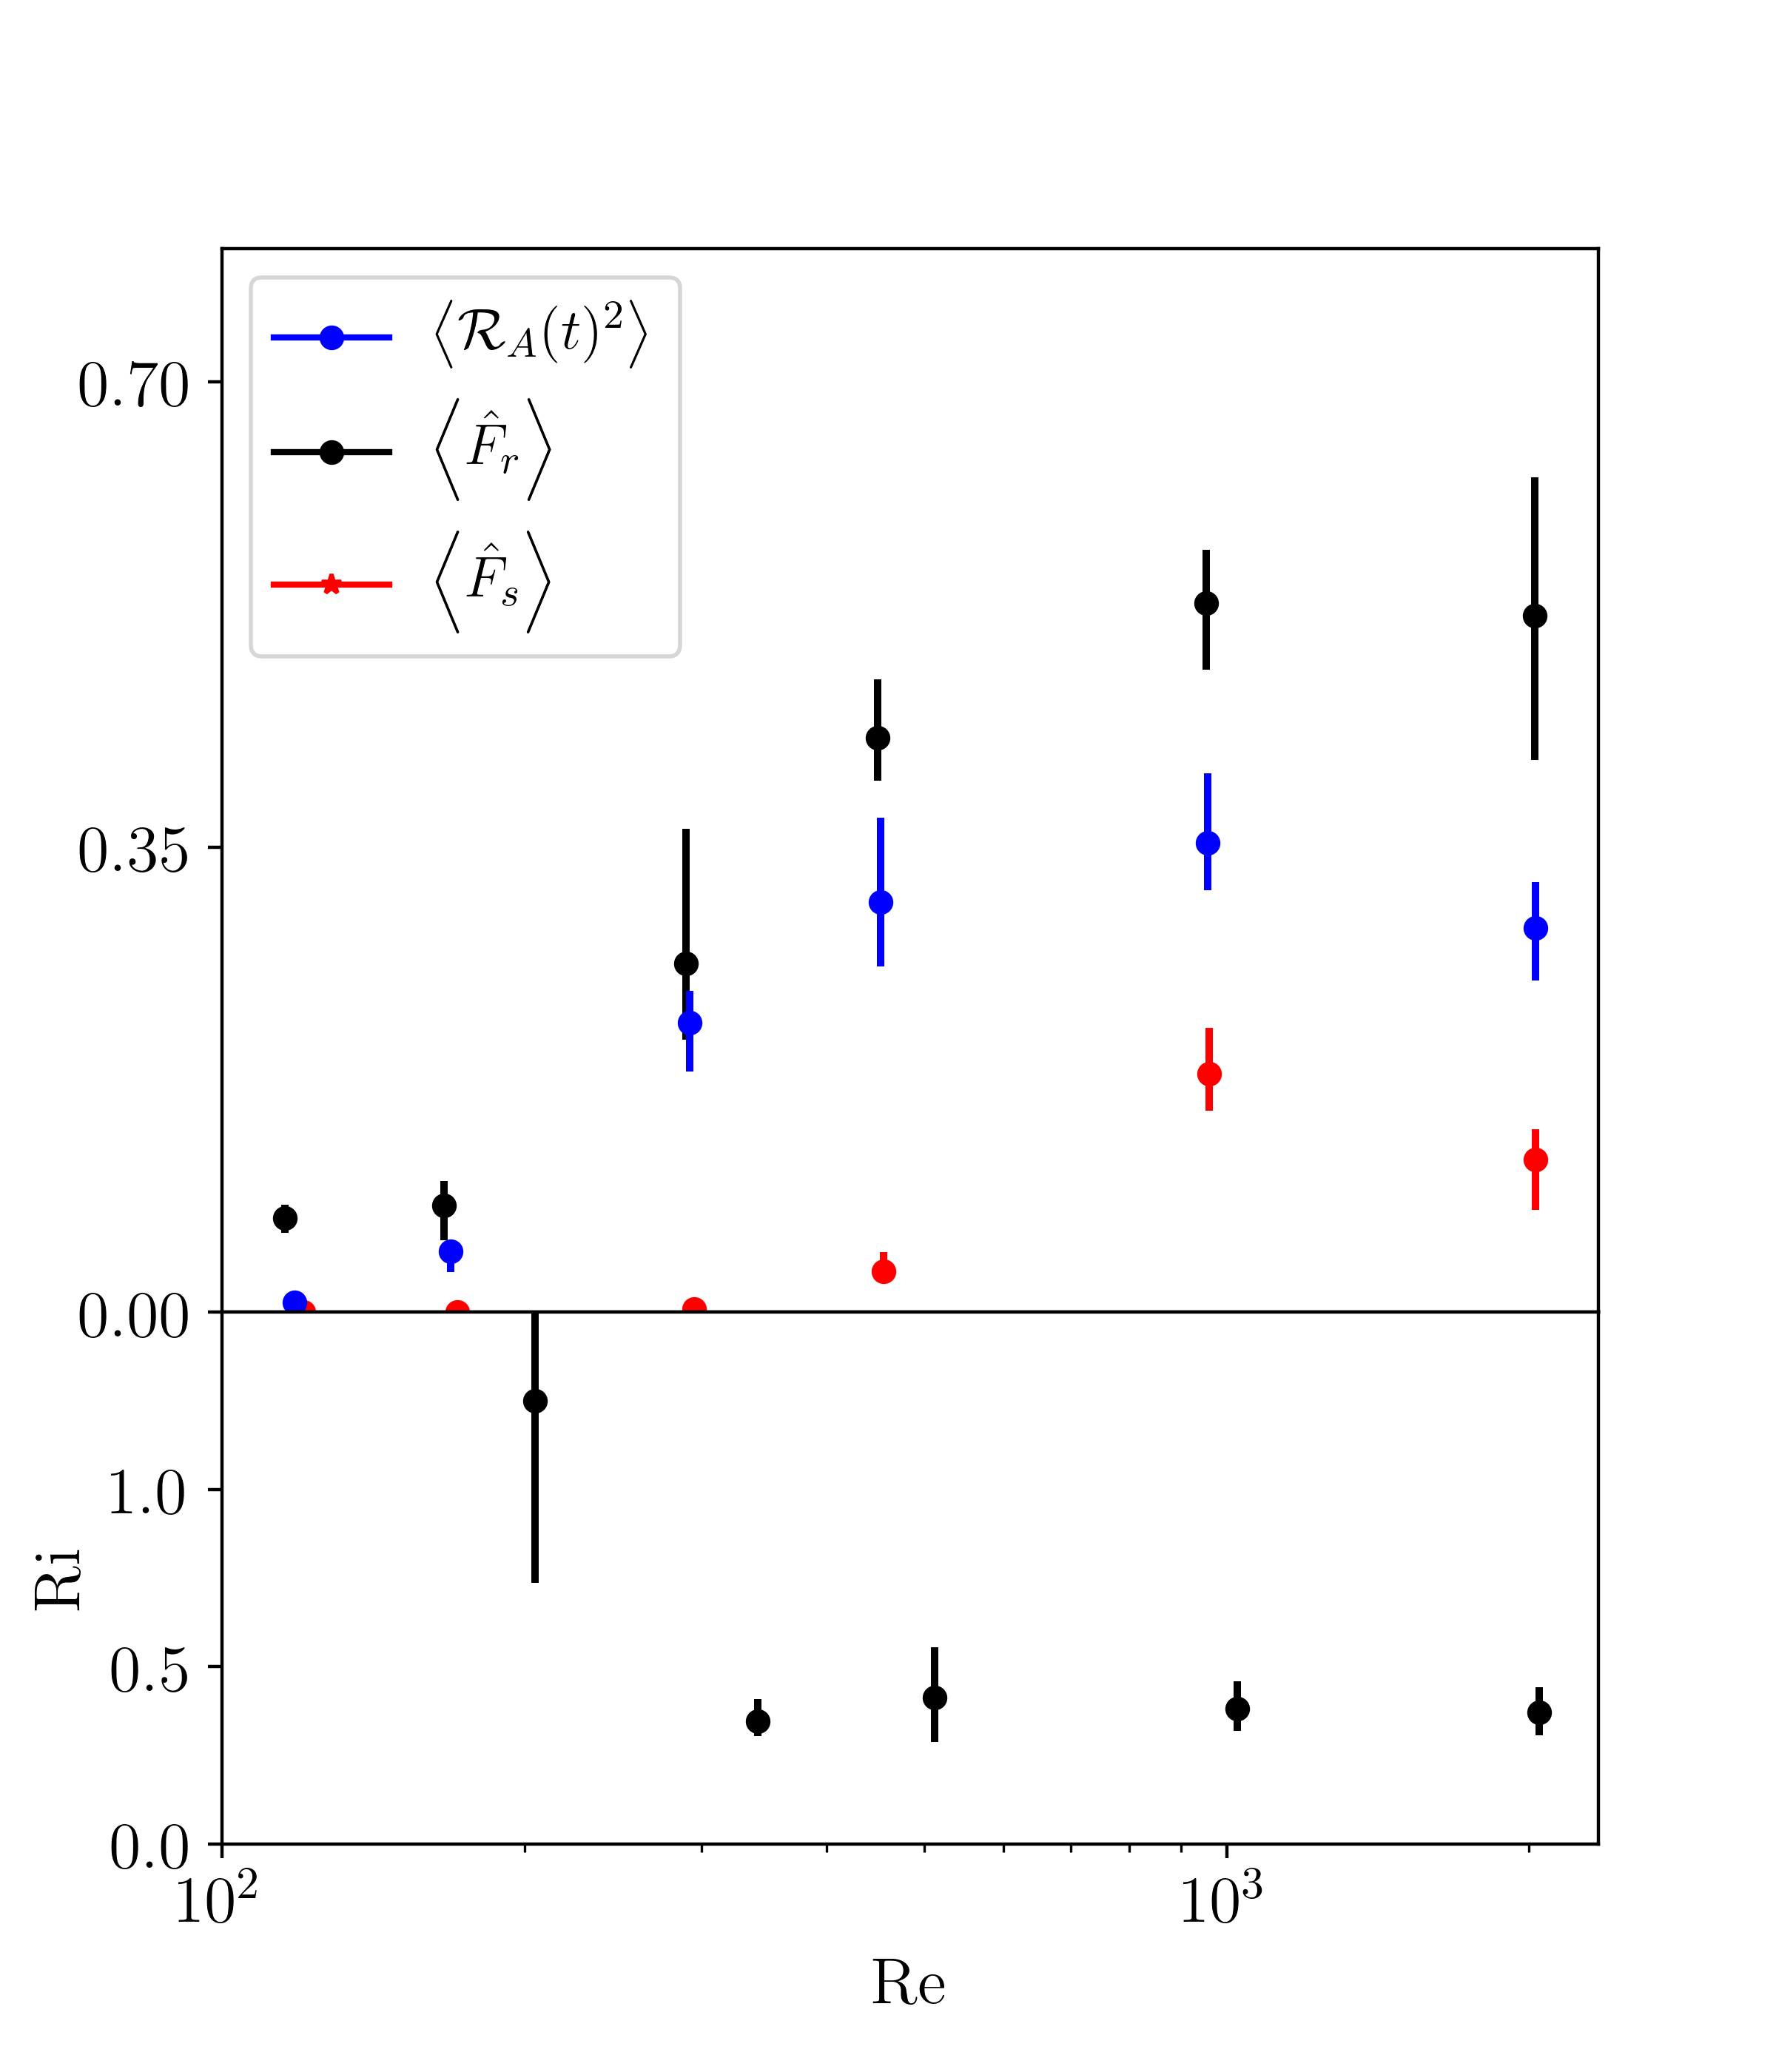 ⟨ℛ_A(t)²⟩
⟨F̂_r⟩
⟨F̂_s⟩
0.70
0.35
0.00
1.0
Ri
0.5
0.0
10² 10³
Re